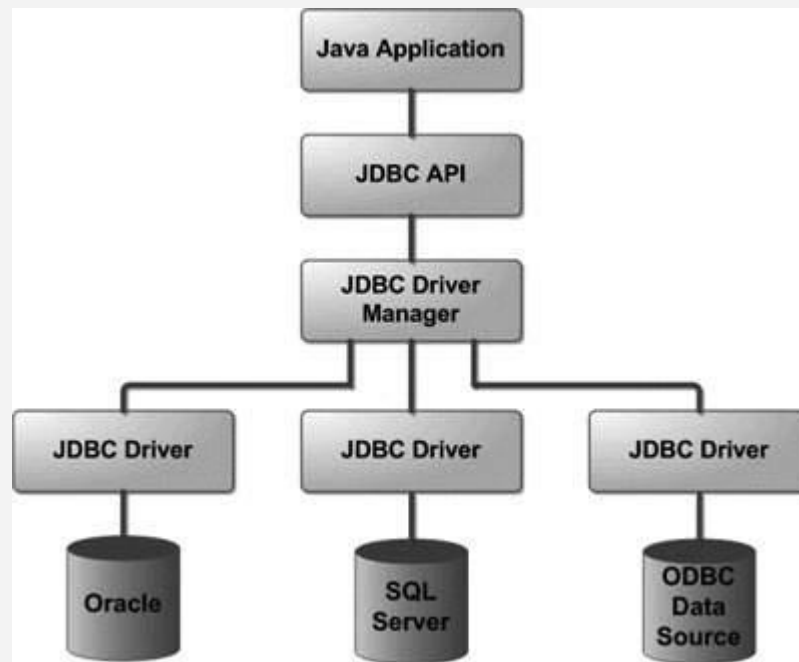 Java Application
JDBC API
JDBC Driver
Manager
JDBC Driver
JDBC Driver
JDBC Driver
Oracle
SQL
Server
ODBC
Data
Source